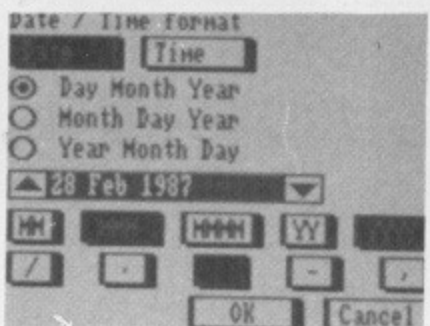 Date / Time format
Time
Day Month Year
Month Day Year
Year Month Day
28 Feb 1987
MM MMMM YY
/ . - ,
OK Cancel